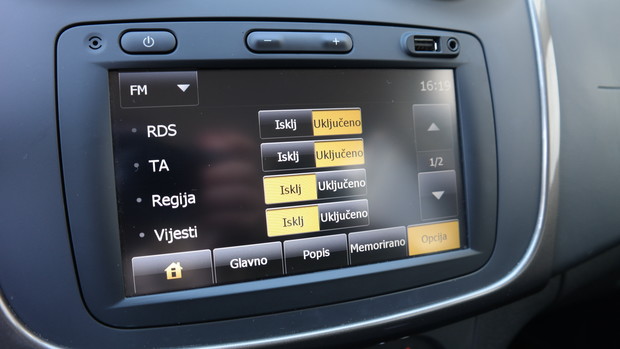 FM 16:19
RDS Isklj Uključeno
TA Isklj Uključeno
1/2
Regija Isklj Uključeno
Vijesti Isklj Uključeno
Glavno Popis Memorirano Opcija